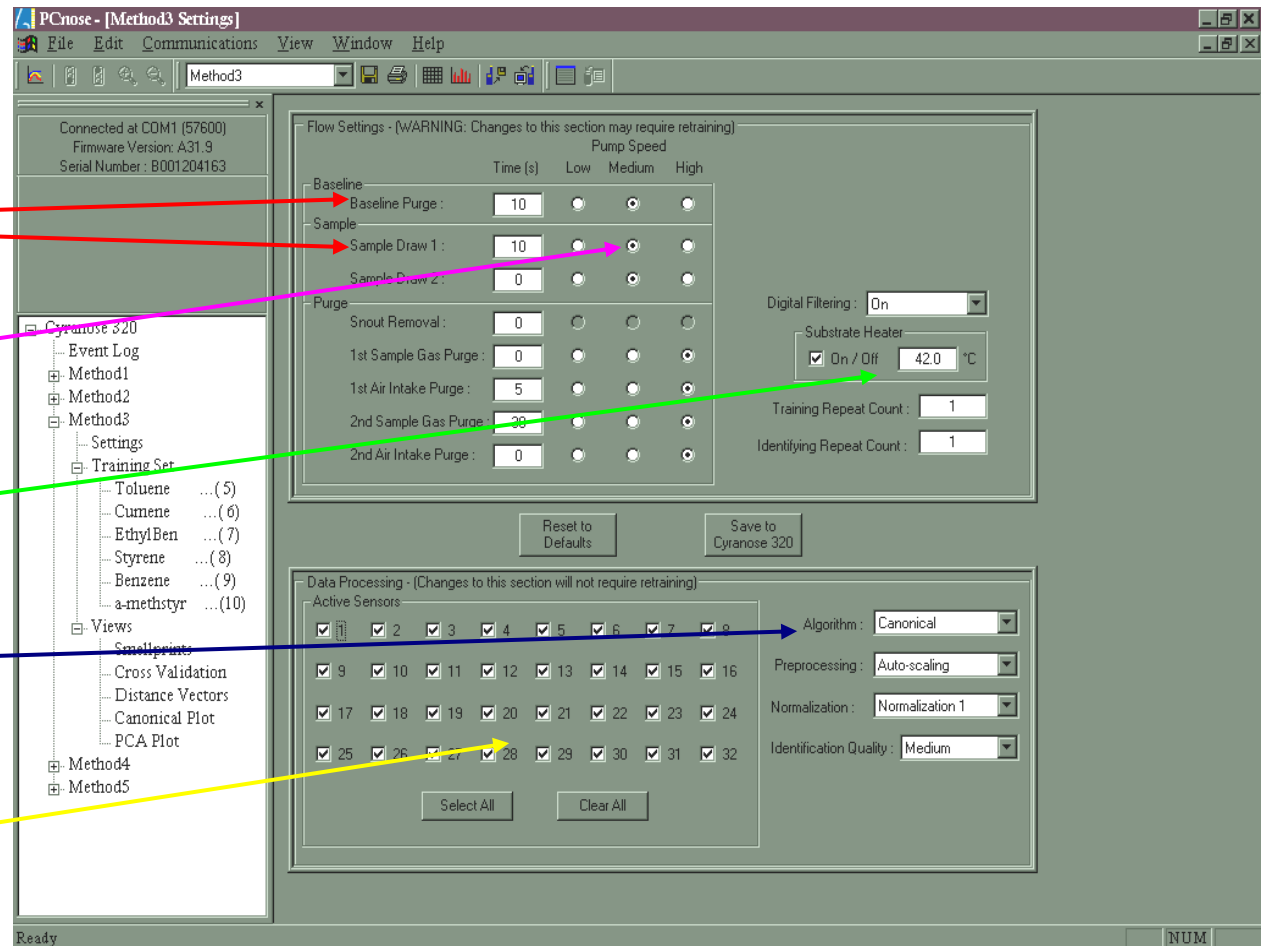 PCnose - [Method3 Settings]
File Edit Communications View Window Help
Method3
Connected at COM1 (57600)
Firmware Version: A31.9
Serial Number : B001204163
Cyranose 320
Event Log
Method1
Method2
Method3
Settings
Training Set
Toluene ...( 5)
Cumene ...( 6)
EthylBen ...( 7)
Styrene ...( 8)
Benzene ...( 9)
a-methstyr ...(10)
Views
Smellprints
Cross Validation
Distance Vectors
Canonical Plot
PCA Plot
Method4
Method5
Flow Settings - (WARNING: Changes to this section may require retraining)
Pump Speed
Time (s) Low Medium High
Baseline
Baseline Purge : 10
Sample
Sample Draw 1 : 10
Sample Draw 2 : 0
Purge
Snout Removal : 0
1st Sample Gas Purge : 0
1st Air Intake Purge : 5
2nd Sample Gas Purge : 30
2nd Air Intake Purge : 0
Digital Filtering : On
Substrate Heater
On / Off 42.0 °C
Training Repeat Count : 1
Identifying Repeat Count : 1
Reset to
Defaults
Save to
Cyranose 320
Data Processing - (Changes to this section will not require retraining)
Active Sensors
1 2 3 4 5 6 7 8
9 10 11 12 13 14 15 16
17 18 19 20 21 22 23 24
25 26 27 28 29 30 31 32
Select All Clear All
Algorithm : Canonical
Preprocessing : Auto-scaling
Normalization : Normalization 1
Identification Quality : Medium
Ready NUM